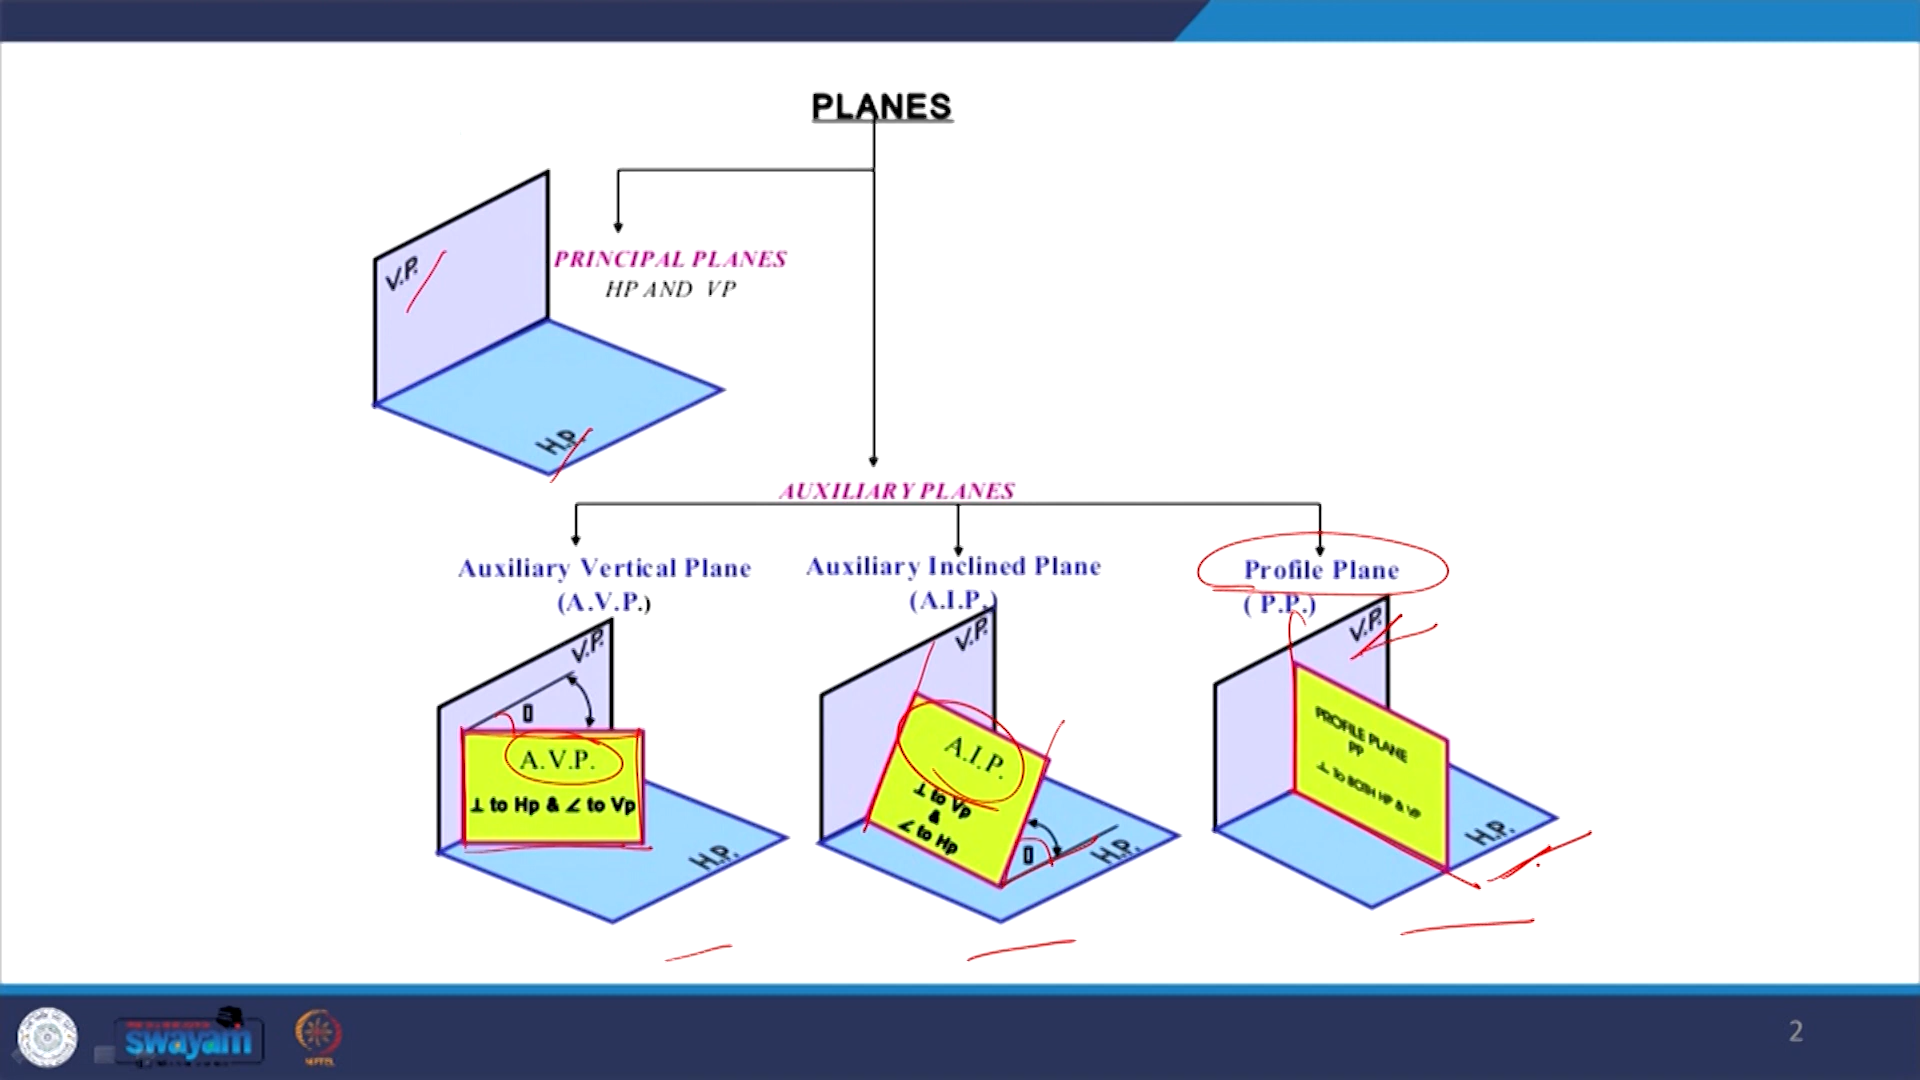 PLANES
V.P.
PRINCIPAL PLANES
HP AND VP
H.P.
AUXILIARY PLANES
Auxiliary Vertical Plane
(A.V.P.)
Auxiliary Inclined Plane
(A.I.P.)
Profile Plane
( P.P.)
V.P.
A.V.P.
⊥ to Hp & ∠ to Vp
H.P.
V.P.
A.I.P.
⊥ to Vp
&
∠ to Hp
H.P.
V.P.
PROFILE PLANE
PP
⊥ to BOTH HP & VP
H.P.
swayam
2